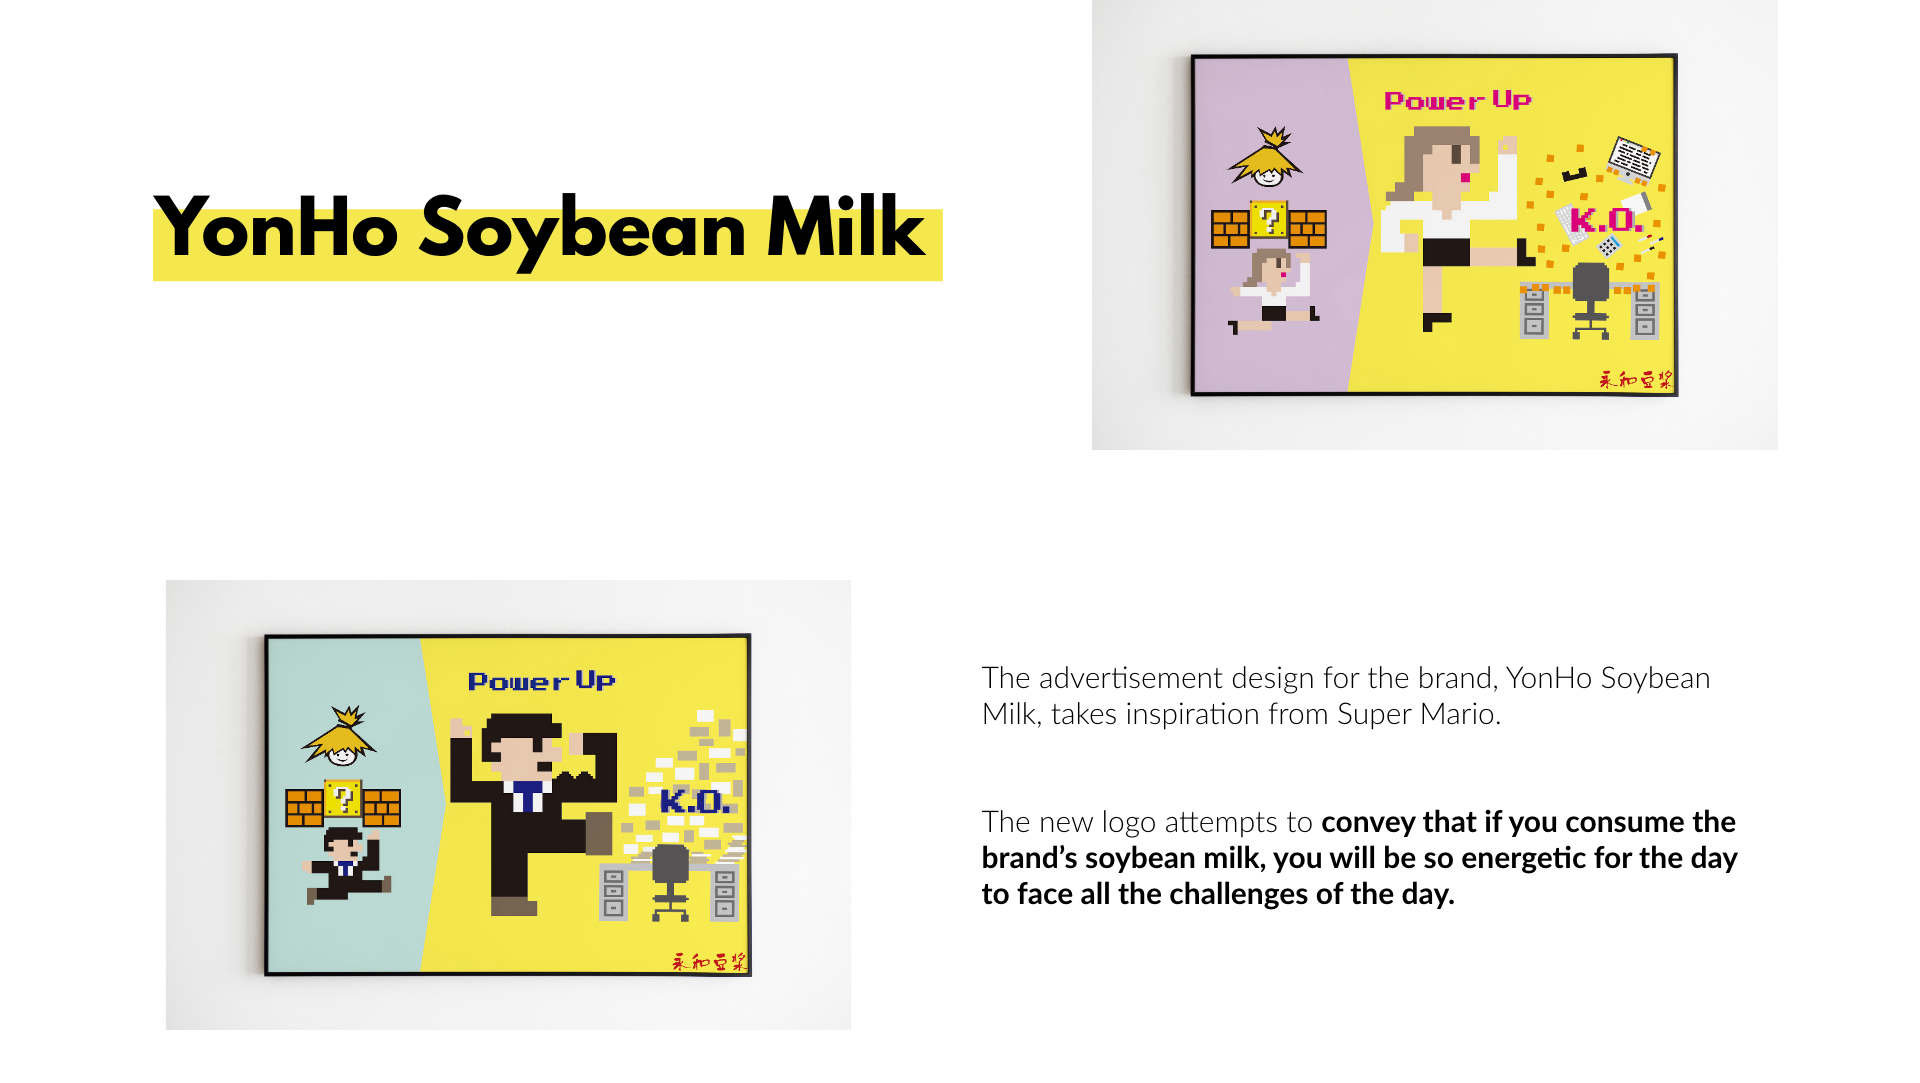 YonHo Soybean Milk
Power Up
?
K.O.
永和豆漿
Power Up
?
K.O.
永和豆漿
The advertisement design for the brand, YonHo Soybean
Milk, takes inspiration from Super Mario.
The new logo attempts to convey that if you consume the
brand’s soybean milk, you will be so energetic for the day
to face all the challenges of the day.